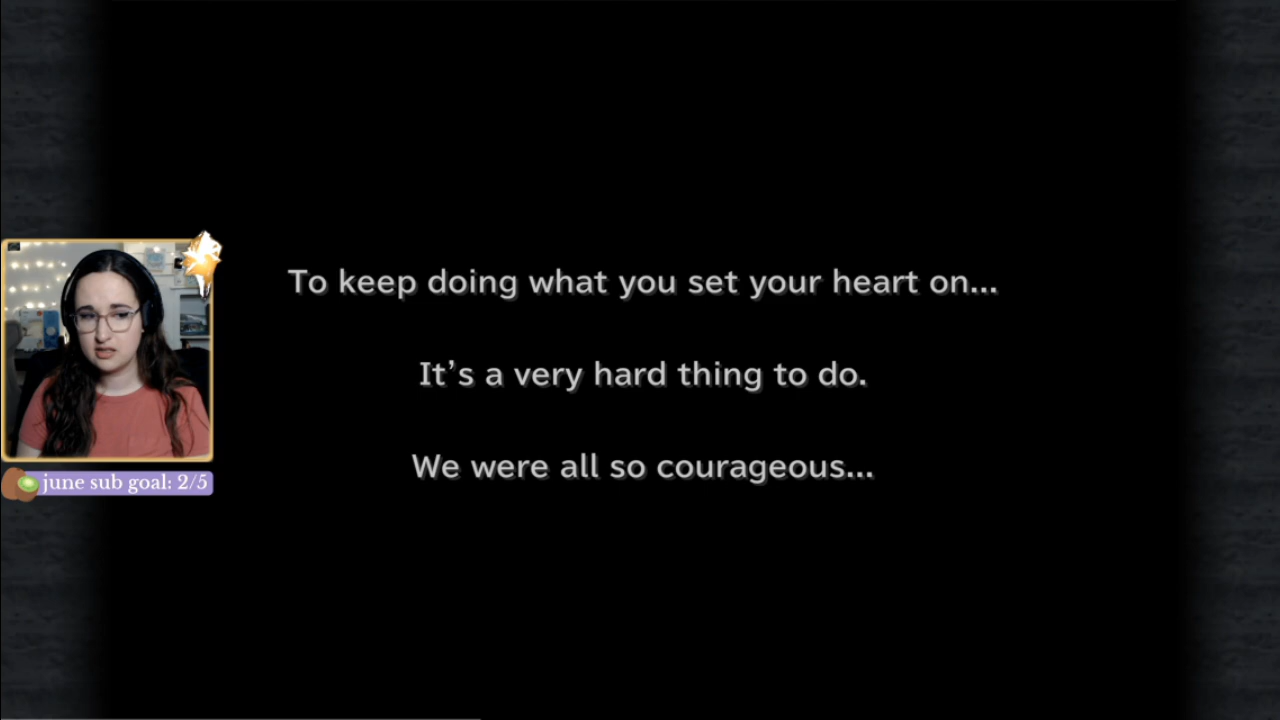 To keep doing what you set your heart on...
It’s a very hard thing to do.
We were all so courageous...
june sub goal: 2/5